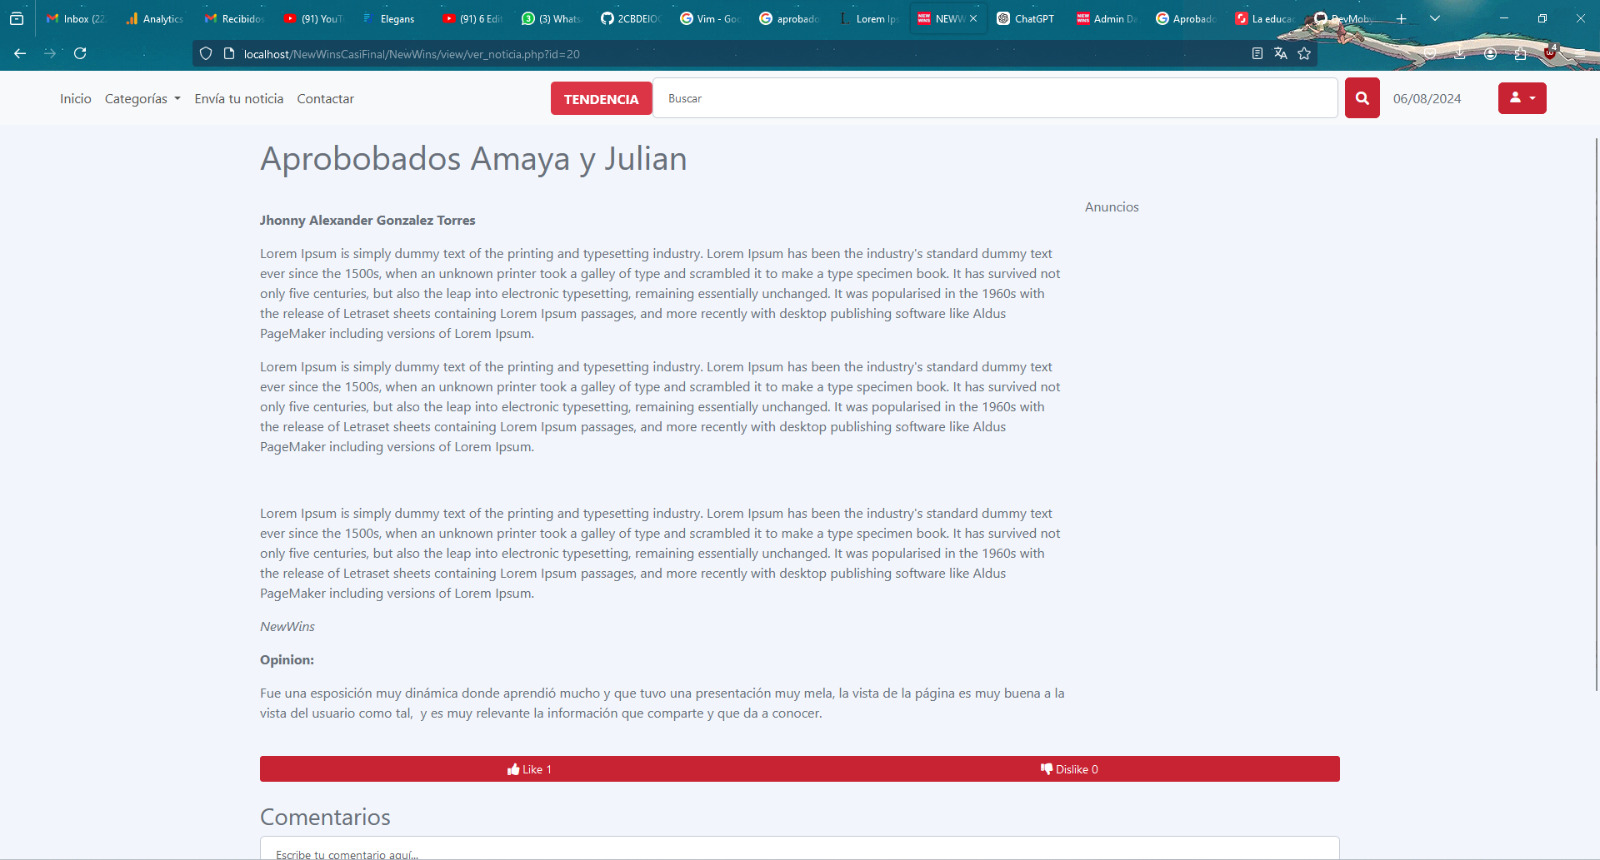 Inbox (22
Analytics
Recibidos
(91) YouT
Elegans
(91) 6 Edit
(3) Whats
2CBDEIO
Vim - Goo
aprobado
Lorem Ips
NEWW
ChatGPT
Admin Da
Aprobado
La educac
DevMoby
localhost/NewWinsCasiFinal/NewWins/view/ver_noticia.php?id=20
4
Inicio Categorías Envía tu noticia Contactar TENDENCIA Buscar 06/08/2024
Aprobobados Amaya y Julian
Anuncios
Jhonny Alexander Gonzalez Torres
Lorem Ipsum is simply dummy text of the printing and typesetting industry. Lorem Ipsum has been the industry's standard dummy text
ever since the 1500s, when an unknown printer took a galley of type and scrambled it to make a type specimen book. It has survived not
only five centuries, but also the leap into electronic typesetting, remaining essentially unchanged. It was popularised in the 1960s with
the release of Letraset sheets containing Lorem Ipsum passages, and more recently with desktop publishing software like Aldus
PageMaker including versions of Lorem Ipsum.
Lorem Ipsum is simply dummy text of the printing and typesetting industry. Lorem Ipsum has been the industry's standard dummy text
ever since the 1500s, when an unknown printer took a galley of type and scrambled it to make a type specimen book. It has survived not
only five centuries, but also the leap into electronic typesetting, remaining essentially unchanged. It was popularised in the 1960s with
the release of Letraset sheets containing Lorem Ipsum passages, and more recently with desktop publishing software like Aldus
PageMaker including versions of Lorem Ipsum.
Lorem Ipsum is simply dummy text of the printing and typesetting industry. Lorem Ipsum has been the industry's standard dummy text
ever since the 1500s, when an unknown printer took a galley of type and scrambled it to make a type specimen book. It has survived not
only five centuries, but also the leap into electronic typesetting, remaining essentially unchanged. It was popularised in the 1960s with
the release of Letraset sheets containing Lorem Ipsum passages, and more recently with desktop publishing software like Aldus
PageMaker including versions of Lorem Ipsum.
NewWins
Opinion:
Fue una esposición muy dinámica donde aprendió mucho y que tuvo una presentación muy mela, la vista de la página es muy buena a la
vista del usuario como tal,  y es muy relevante la información que comparte y que da a conocer.
Like 1 Dislike 0
Comentarios
Escribe tu comentario aquí...